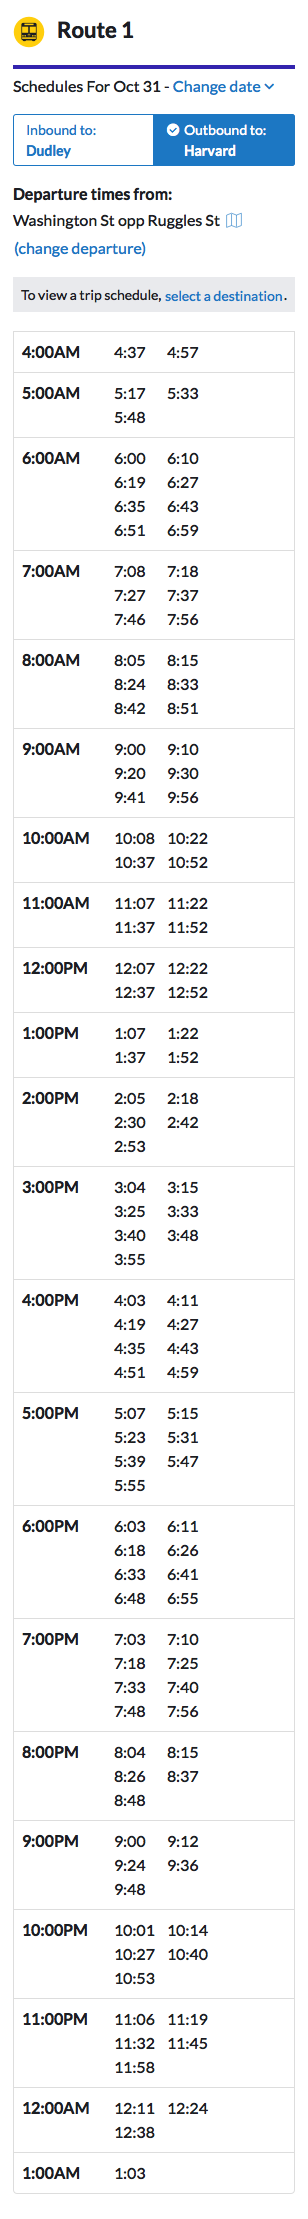 Route 1
Schedules For Oct 31 - Change date
Inbound to:
Dudley
Outbound to:
Harvard
Departure times from:
Washington St opp Ruggles St
(change departure)
To view a trip schedule, select a destination.
4:00AM 4:37 4:57
5:00AM 5:17 5:33
5:48
6:00AM 6:00 6:10
6:19 6:27
6:35 6:43
6:51 6:59
7:00AM 7:08 7:18
7:27 7:37
7:46 7:56
8:00AM 8:05 8:15
8:24 8:33
8:42 8:51
9:00AM 9:00 9:10
9:20 9:30
9:41 9:56
10:00AM 10:08 10:22
10:37 10:52
11:00AM 11:07 11:22
11:37 11:52
12:00PM 12:07 12:22
12:37 12:52
1:00PM 1:07 1:22
1:37 1:52
2:00PM 2:05 2:18
2:30 2:42
2:53
3:00PM 3:04 3:15
3:25 3:33
3:40 3:48
3:55
4:00PM 4:03 4:11
4:19 4:27
4:35 4:43
4:51 4:59
5:00PM 5:07 5:15
5:23 5:31
5:39 5:47
5:55
6:00PM 6:03 6:11
6:18 6:26
6:33 6:41
6:48 6:55
7:00PM 7:03 7:10
7:18 7:25
7:33 7:40
7:48 7:56
8:00PM 8:04 8:15
8:26 8:37
8:48
9:00PM 9:00 9:12
9:24 9:36
9:48
10:00PM 10:01 10:14
10:27 10:40
10:53
11:00PM 11:06 11:19
11:32 11:45
11:58
12:00AM 12:11 12:24
12:38
1:00AM 1:03